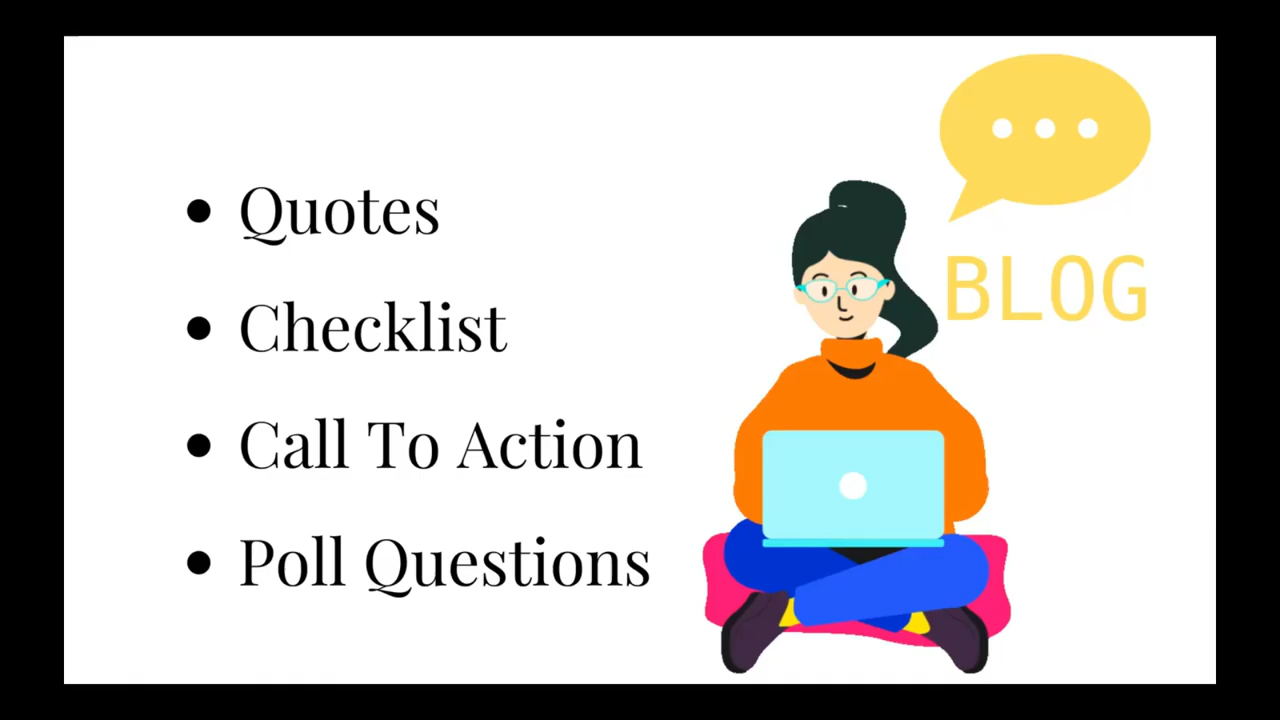 • Quotes
• Checklist
• Call To Action
• Poll Questions
BLOG